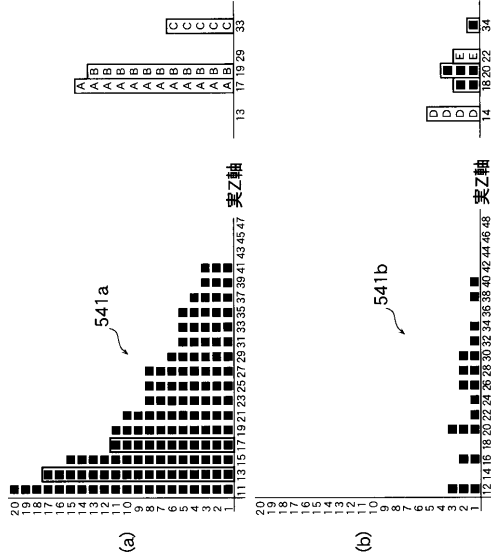 (a)
541a
20
19
18
17
16
15
14
13
12
11
10
9
8
7
6
5
4
3
2
1
11 13 15 17 19 21 23 25 27 29 31 33 35 37 39 41 43 45 47
実Z軸
A
A B
A B
A B
A B
A B
A B
A B C
A B C
A B C
A B C
A B C
13 17 19 29 33
(b)
541b
20
19
18
17
16
15
14
13
12
11
10
9
8
7
6
5
4
3
2
1
12 14 16 18 20 22 24 26 28 30 32 34 36 38 40 42 44 46 48
実Z軸
D
D
D E
D E
14 18 20 22 34